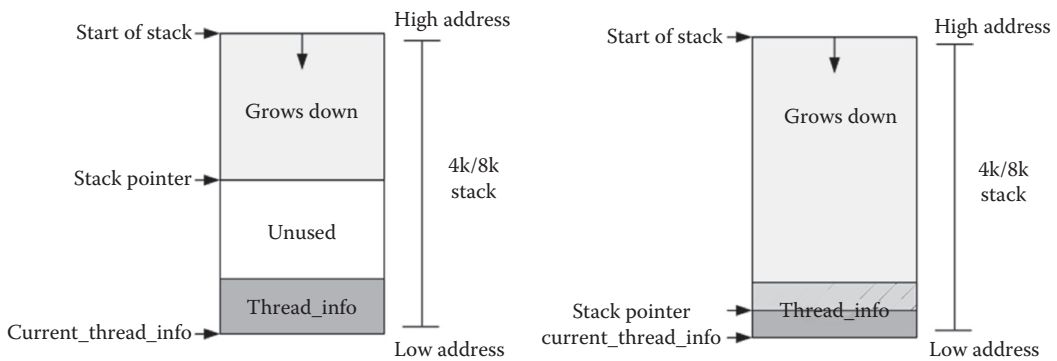 Start of stack
High address
Grows down
Stack pointer
4k/8k
stack
Unused
Thread_info
Current_thread_info
Low address
Start of stack
High address
Grows down
4k/8k
stack
Stack pointer
Thread_info
current_thread_info
Low address